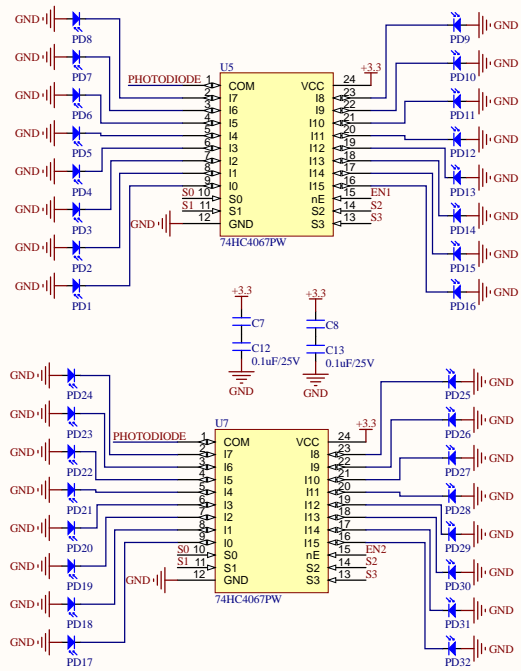 GND PD8
GND PD7
GND PD6
GND PD5
GND PD4
GND PD3
GND PD2
GND PD1
U5
PHOTODIODE 1 COM VCC 24 +3.3
2 I7 I8 23
3 I6 I9 22
4 I5 I10 21
5 I4 I11 20
6 I3 I12 19
7 I2 I13 18
8 I1 I14 17
9 I0 I15 16
S0 10 S0 nE 15 EN1
S1 11 S1 S2 14 S2
GND 12 GND S3 13 S3
74HC4067PW
PD9 GND
PD10 GND
PD11 GND
PD12 GND
PD13 GND
PD14 GND
PD15 GND
PD16 GND
+3.3 +3.3
C7 C8
C12 C13
0.1uF/25V 0.1uF/25V
GND GND
GND PD24
GND PD23
GND PD22
GND PD21
GND PD20
GND PD19
GND PD18
GND PD17
U7
PHOTODIODE 1 COM VCC 24 +3.3
2 I7 I8 23
3 I6 I9 22
4 I5 I10 21
5 I4 I11 20
6 I3 I12 19
7 I2 I13 18
8 I1 I14 17
9 I0 I15 16
S0 10 S0 nE 15 EN2
S1 11 S1 S2 14 S2
GND 12 GND S3 13 S3
74HC4067PW
PD25 GND
PD26 GND
PD27 GND
PD28 GND
PD29 GND
PD30 GND
PD31 GND
PD32 GND